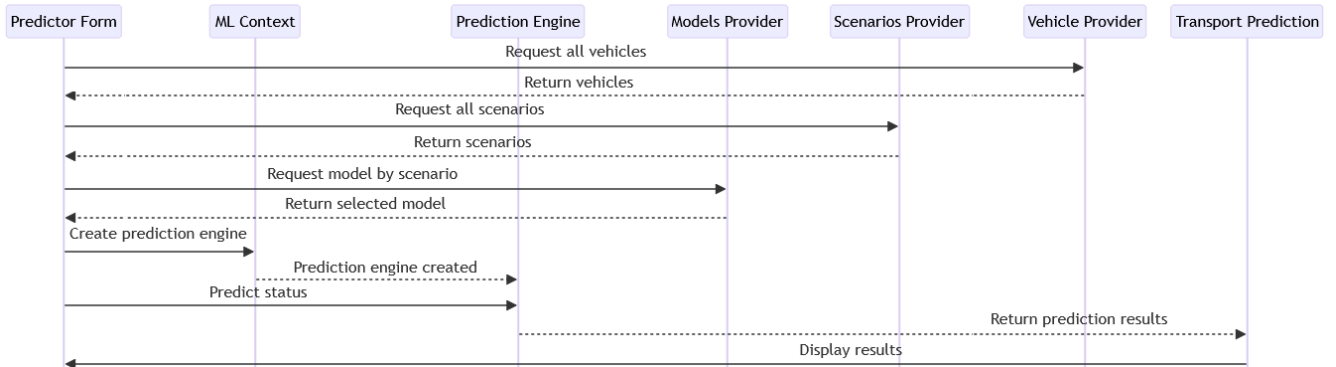 Predictor Form ML Context Prediction Engine Models Provider Scenarios Provider Vehicle Provider Transport Prediction
Request all vehicles
Return vehicles
Request all scenarios
Return scenarios
Request model by scenario
Return selected model
Create prediction engine
Prediction engine created
Predict status
Return prediction results
Display results